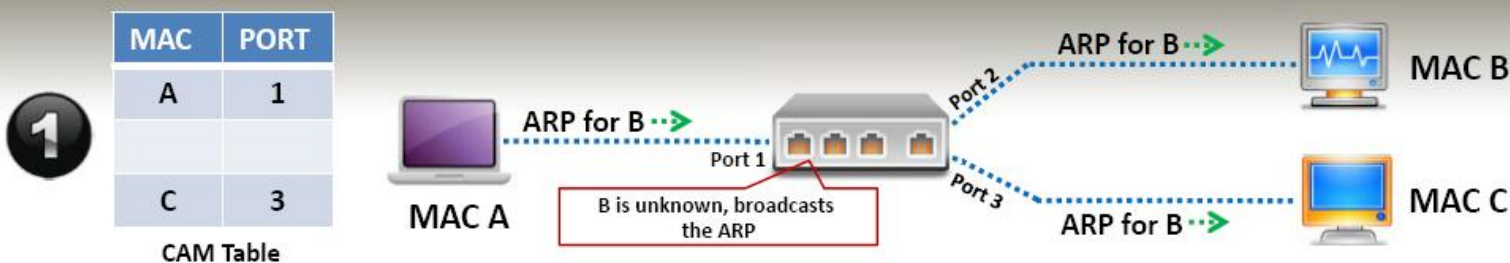 1
MAC PORT
A 1
C 3
CAM Table
MAC A
ARP for B
Port 1
B is unknown, broadcasts
the ARP
Port 2
ARP for B
MAC B
Port 3
ARP for B
MAC C